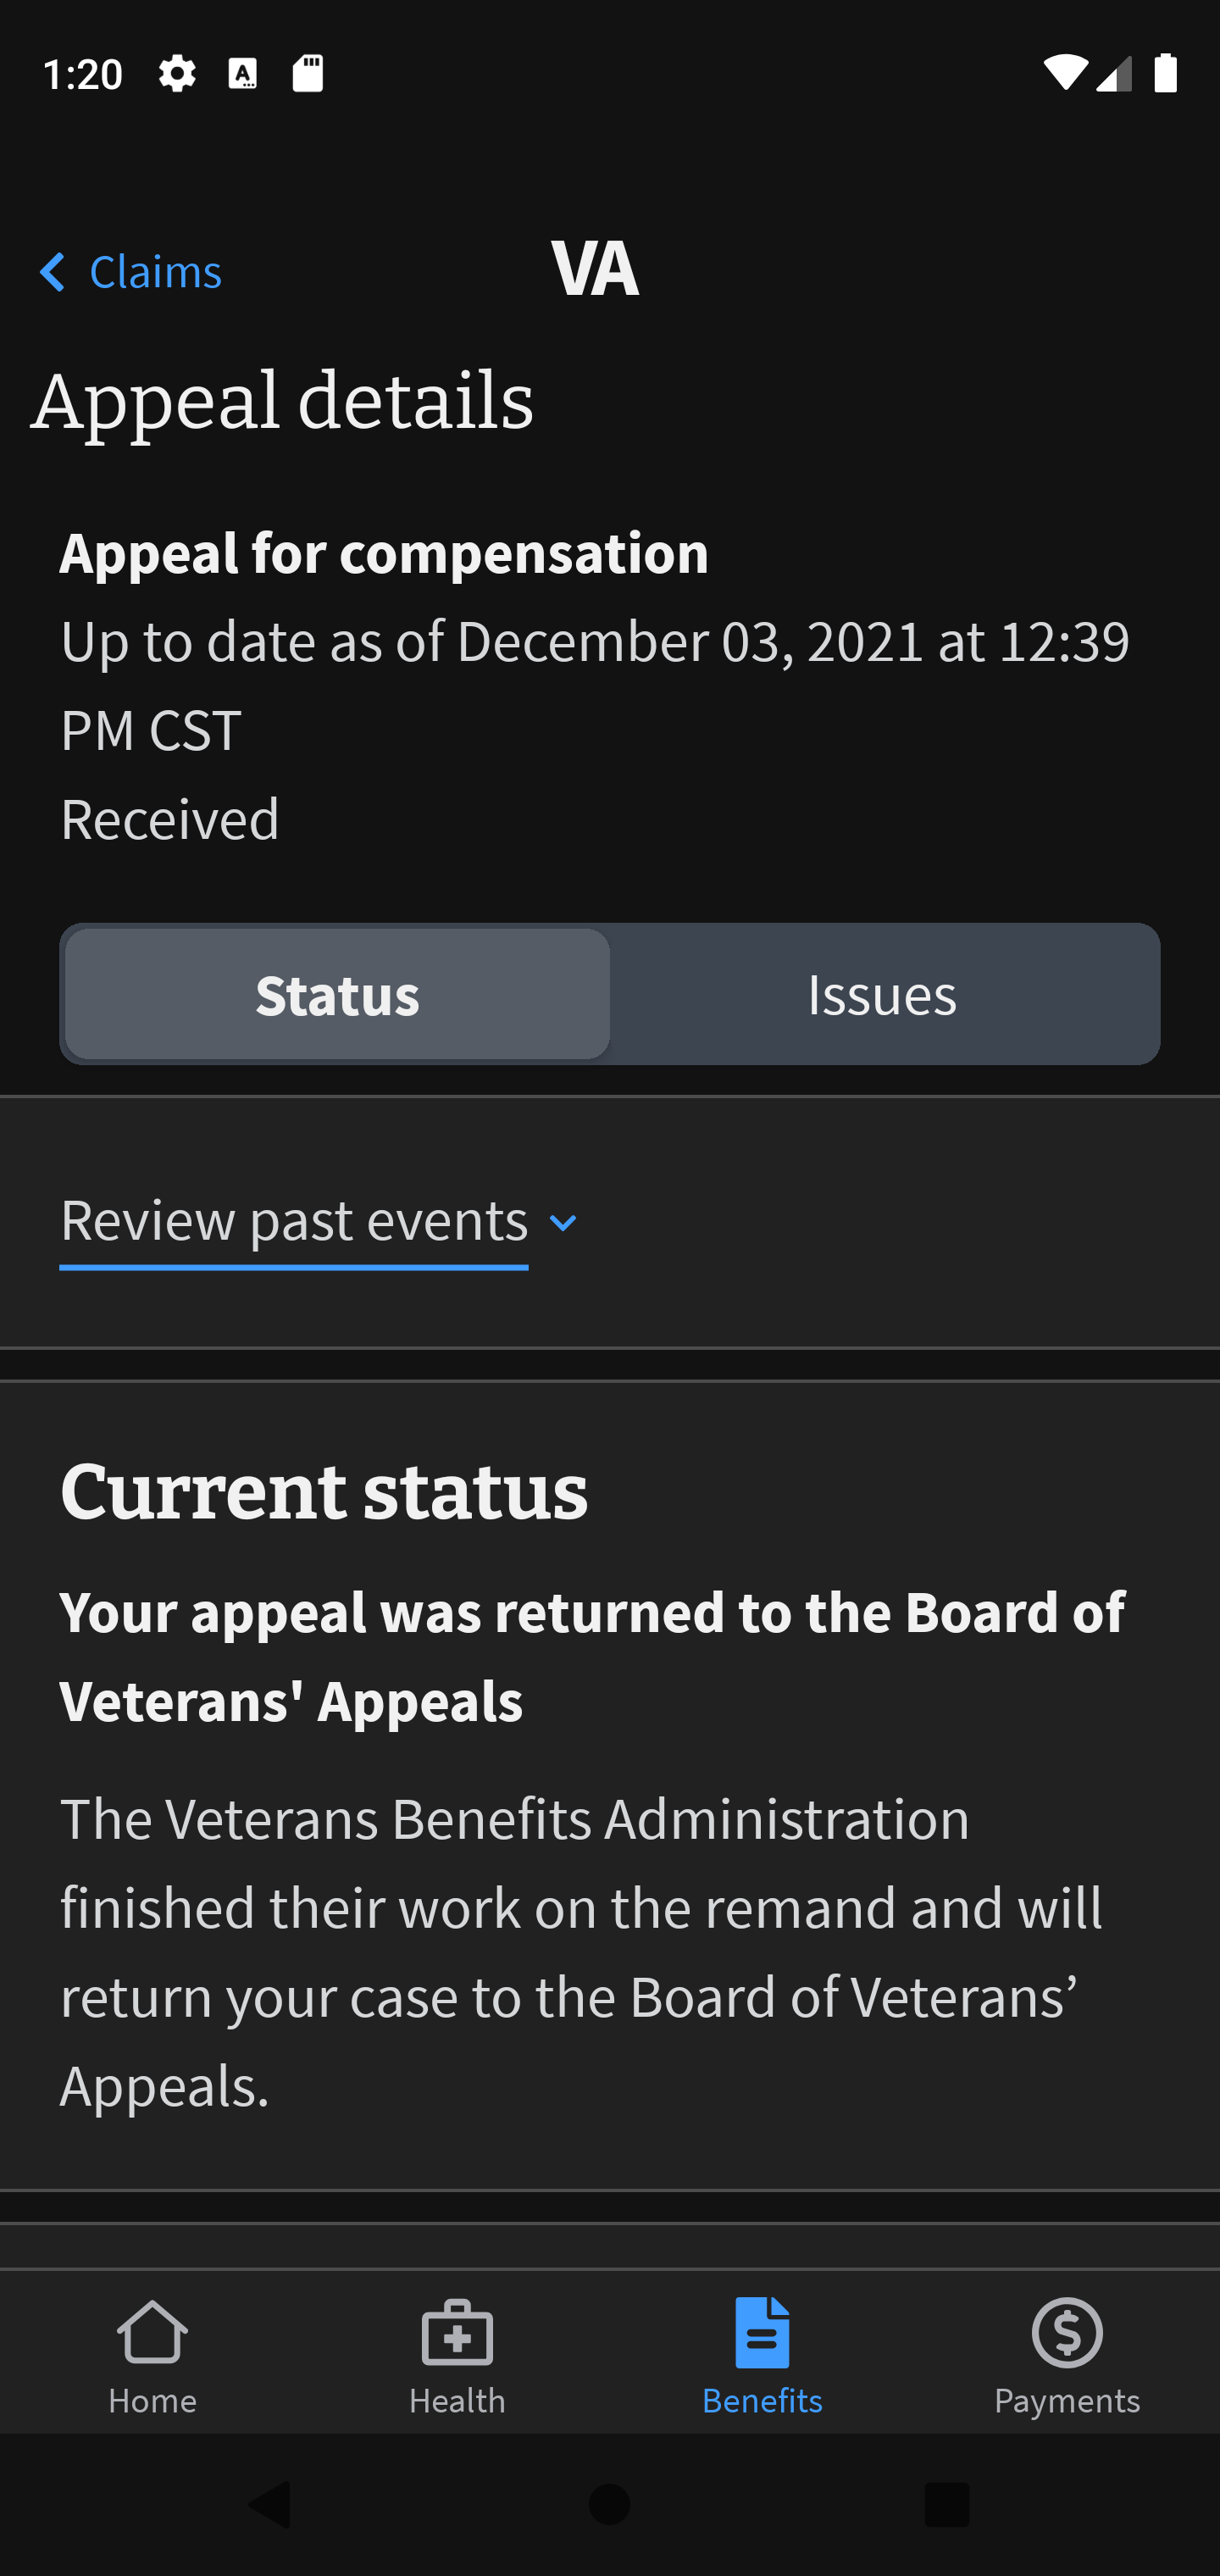 1:20
Claims
VA
Appeal details
Appeal for compensation
Up to date as of December 03, 2021 at 12:39
PM CST
Received
Status
Issues
Review past events
Current status
Your appeal was returned to the Board of
Veterans' Appeals
The Veterans Benefits Administration
finished their work on the remand and will
return your case to the Board of Veterans’
Appeals.
Home
Health
Benefits
Payments